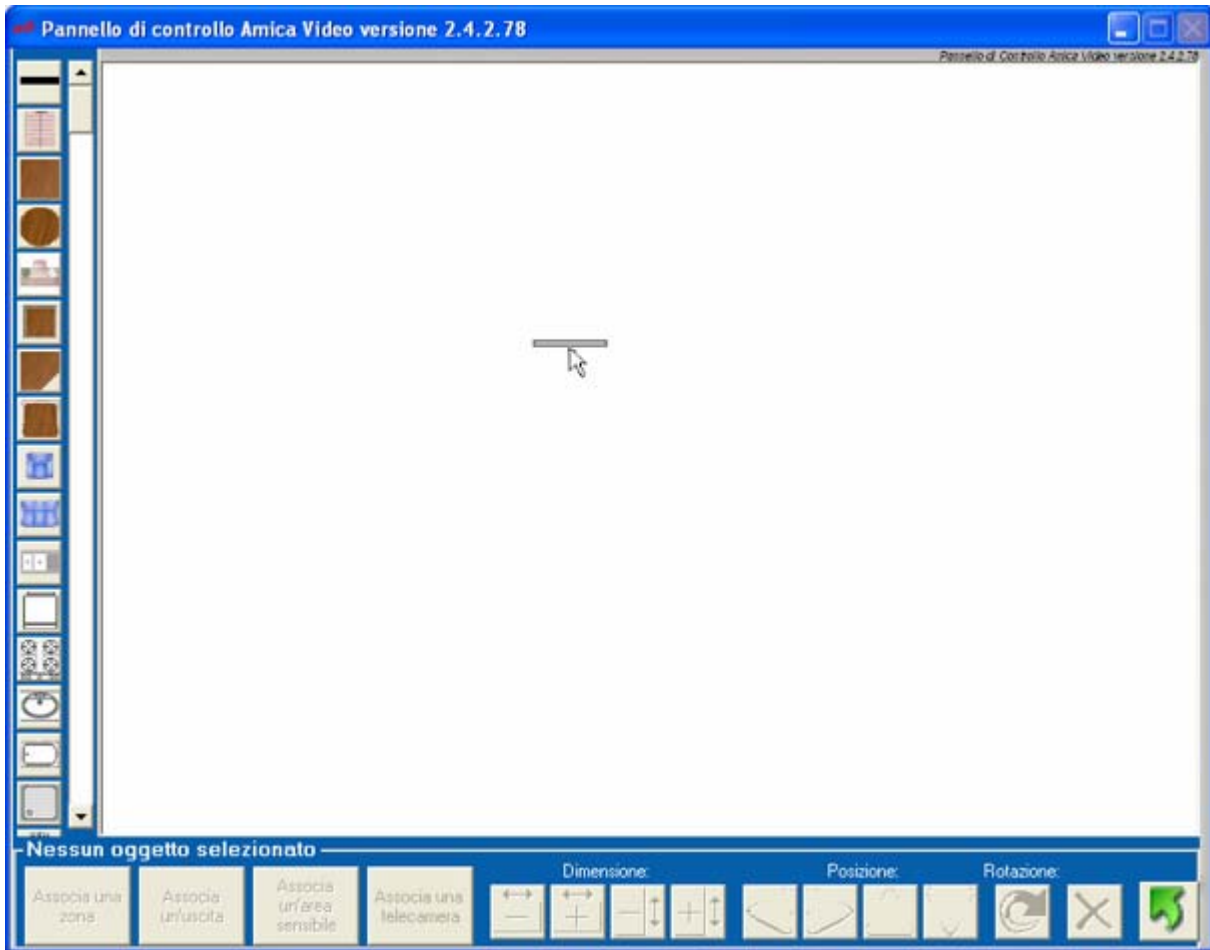 Pannello di controllo Amica Video versione 2.4.2.78
Pannello di Controllo Amica Video versione 2.4.2.78
Nessun oggetto selezionato
Associa una
zona
Associa
un'uscita
Associa
un'area
sensibile
Associa una
telecamera
Dimensione:
Posizione:
Rotazione: